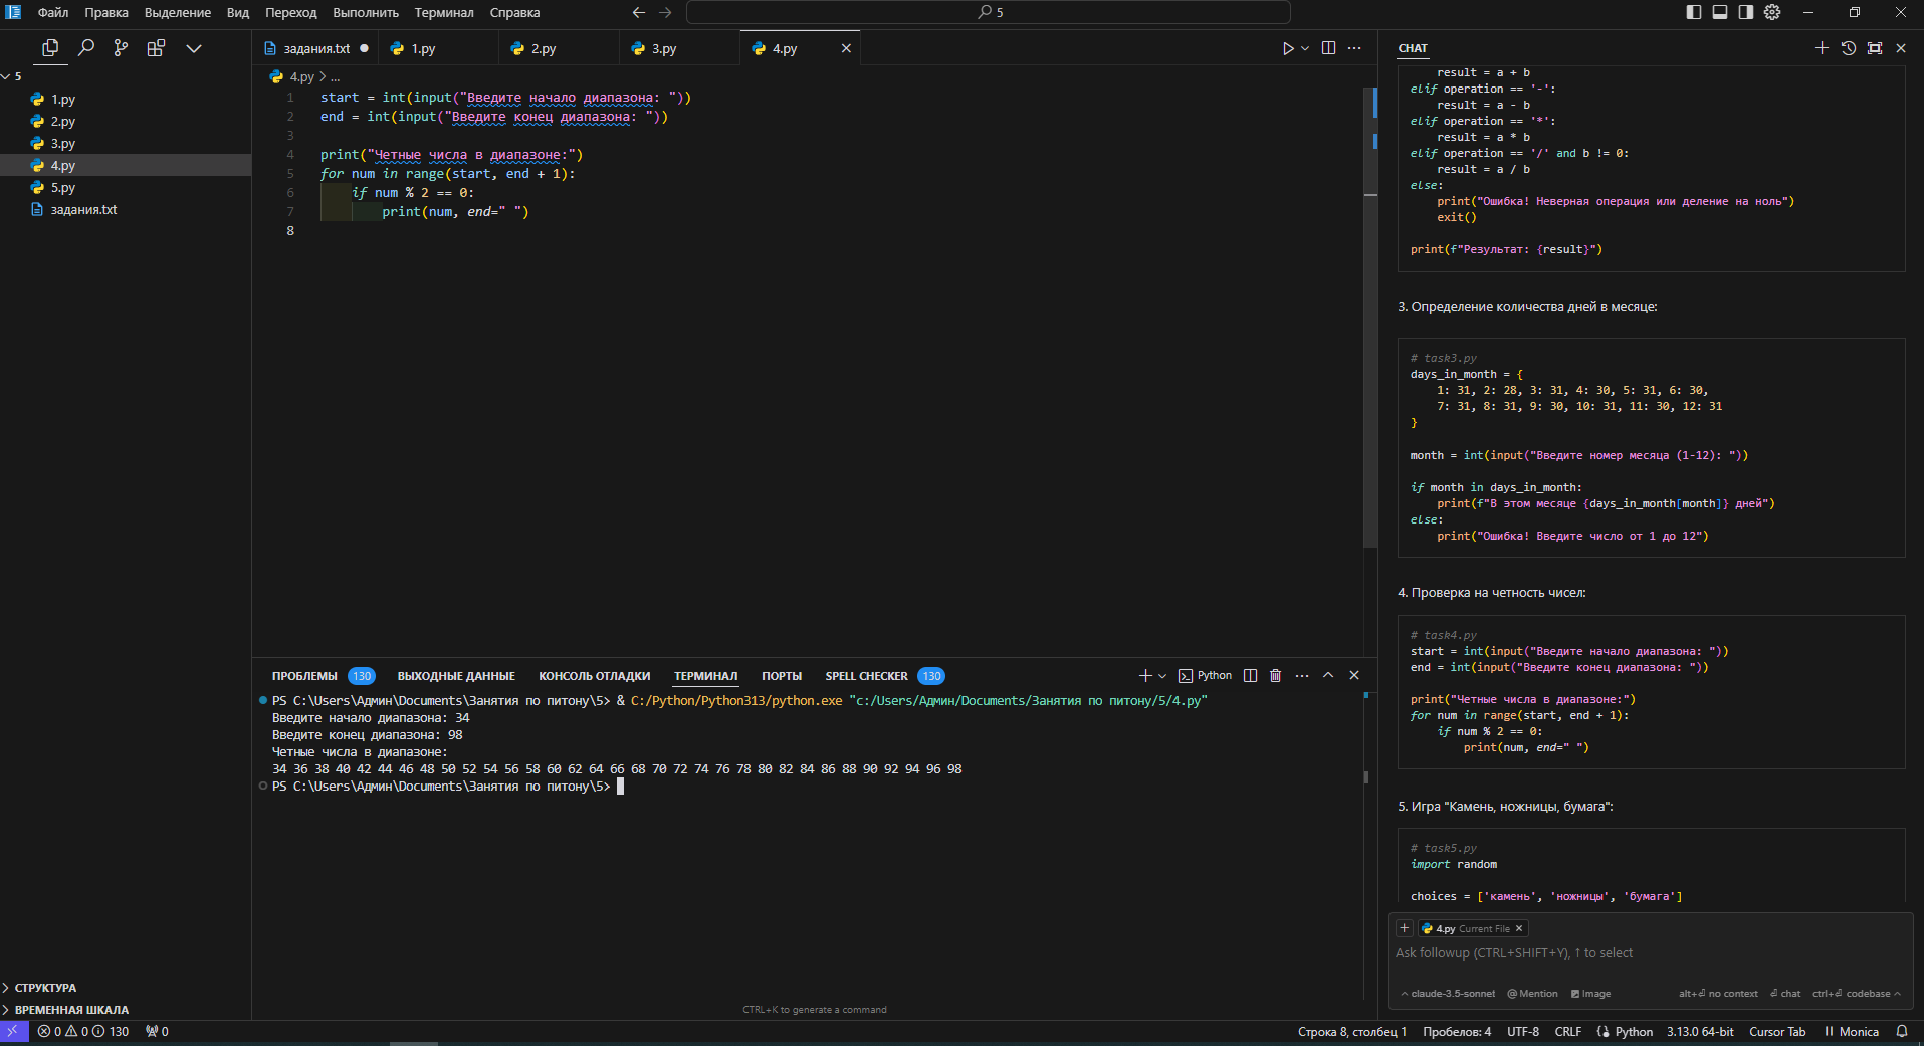 Файл Правка Выделение Вид Переход Выполнить Терминал Справка
5
5
1.py
2.py
3.py
4.py
5.py
задания.txt
СТРУКТУРА
ВРЕМЕННАЯ ШКАЛА
задания.txt 1.py 2.py 3.py 4.py
4.py > ...
1 start = int(input("Введите начало диапазона: "))
2 end = int(input("Введите конец диапазона: "))
3
4 print("Четные числа в диапазоне:")
5 for num in range(start, end + 1):
6 if num % 2 == 0:
7 print(num, end=" ")
8
ПРОБЛЕМЫ 130 ВЫХОДНЫЕ ДАННЫЕ КОНСОЛЬ ОТЛАДКИ ТЕРМИНАЛ ПОРТЫ SPELL CHECKER 130
Python
PS C:\Users\Админ\Documents\Занятия по питону\5> & C:/Python/Python313/python.exe "c:/Users/Админ/Documents/Занятия по питону/5/4.py"
Введите начало диапазона: 34
Введите конец диапазона: 98
Четные числа в диапазоне:
34 36 38 40 42 44 46 48 50 52 54 56 58 60 62 64 66 68 70 72 74 76 78 80 82 84 86 88 90 92 94 96 98
PS C:\Users\Админ\Documents\Занятия по питону\5>
CTRL+K to generate a command
CHAT
result = a + b
elif operation == '-':
result = a - b
elif operation == '*':
result = a * b
elif operation == '/' and b != 0:
result = a / b
else:
print("Ошибка! Неверная операция или деление на ноль")
exit()
print(f"Результат: {result}")
3. Определение количества дней в месяце:
# task3.py
days_in_month = {
1: 31, 2: 28, 3: 31, 4: 30, 5: 31, 6: 30,
7: 31, 8: 31, 9: 30, 10: 31, 11: 30, 12: 31
}
month = int(input("Введите номер месяца (1-12): "))
if month in days_in_month:
print(f"В этом месяце {days_in_month[month]} дней")
else:
print("Ошибка! Введите число от 1 до 12")
4. Проверка на четность чисел:
# task4.py
start = int(input("Введите начало диапазона: "))
end = int(input("Введите конец диапазона: "))
print("Четные числа в диапазоне:")
for num in range(start, end + 1):
if num % 2 == 0:
print(num, end=" ")
5. Игра "Камень, ножницы, бумага":
# task5.py
import random
choices = ['камень', 'ножницы', 'бумага']
4.py Current File
Ask followup (CTRL+SHIFT+Y), ↑ to select
claude-3.5-sonnet @ Mention Image alt+⏎ no context ⏎ chat ctrl+⏎ codebase
0 0 130 0
Строка 8, столбец 1 Пробелов: 4 UTF-8 CRLF Python 3.13.0 64-bit Cursor Tab Monica